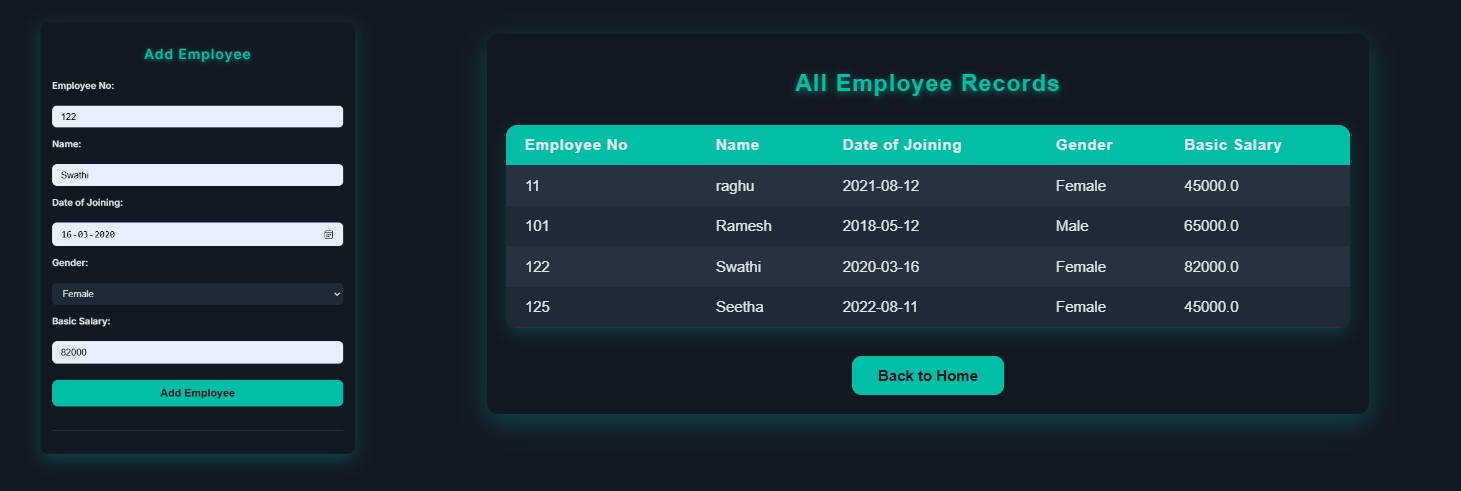 Add Employee
Employee No:
122
Name:
Swathi
Date of Joining:
16-03-2020
Gender:
Female
Basic Salary:
82000
Add Employee
All Employee Records
Employee No Name Date of Joining Gender Basic Salary
11 raghu 2021-08-12 Female 45000.0
101 Ramesh 2018-05-12 Male 65000.0
122 Swathi 2020-03-16 Female 82000.0
125 Seetha 2022-08-11 Female 45000.0
Back to Home